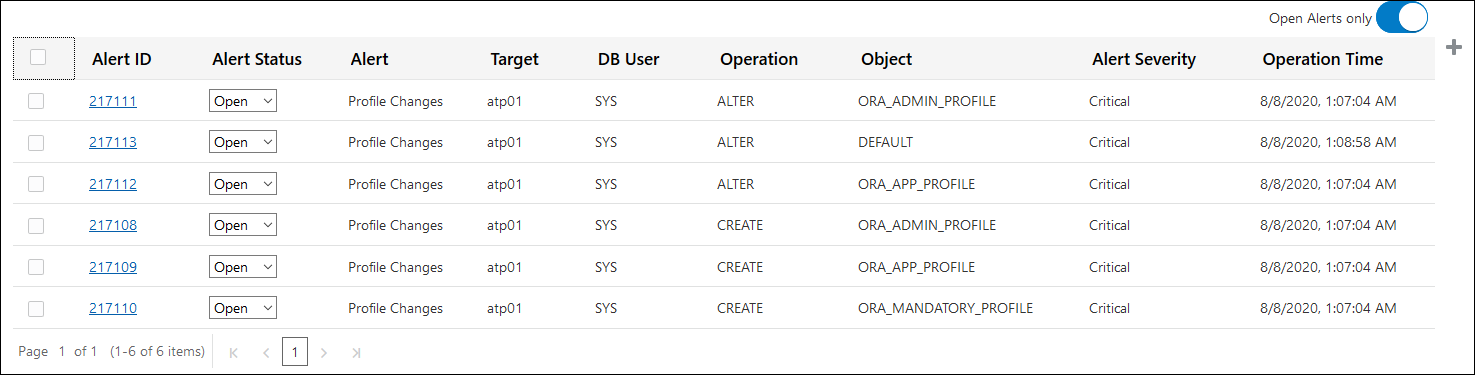 Open Alerts only
Alert ID Alert Status Alert Target DB User Operation Object Alert Severity Operation Time
217111 Open Profile Changes atp01 SYS ALTER ORA_ADMIN_PROFILE Critical 8/8/2020, 1:07:04 AM
217113 Open Profile Changes atp01 SYS ALTER DEFAULT Critical 8/8/2020, 1:08:58 AM
217112 Open Profile Changes atp01 SYS ALTER ORA_APP_PROFILE Critical 8/8/2020, 1:07:04 AM
217108 Open Profile Changes atp01 SYS CREATE ORA_ADMIN_PROFILE Critical 8/8/2020, 1:07:04 AM
217109 Open Profile Changes atp01 SYS CREATE ORA_APP_PROFILE Critical 8/8/2020, 1:07:04 AM
217110 Open Profile Changes atp01 SYS CREATE ORA_MANDATORY_PROFILE Critical 8/8/2020, 1:07:04 AM
Page 1 of 1 (1-6 of 6 items) 1